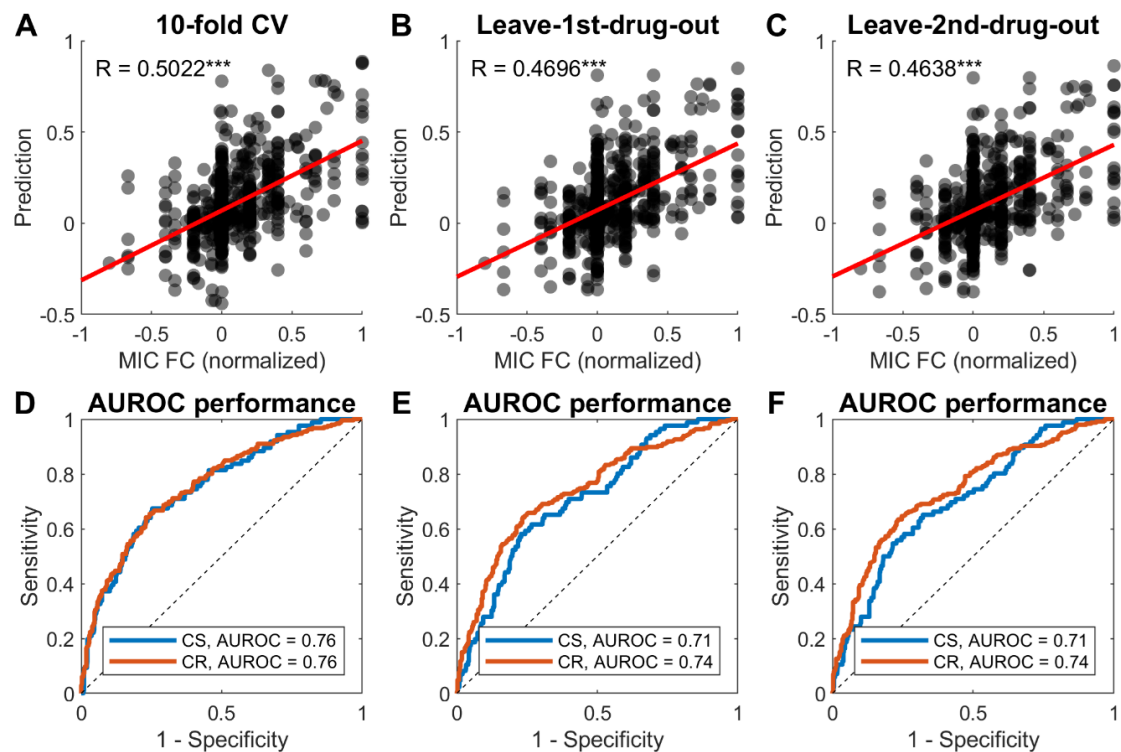 A 10-fold CV
R = 0.5022***
1
0.5
0
-0.5
Prediction
-1 -0.5 0 0.5 1
MIC FC (normalized)
B Leave-1st-drug-out
R = 0.4696***
1
0.5
0
-0.5
Prediction
-1 -0.5 0 0.5 1
MIC FC (normalized)
C Leave-2nd-drug-out
R = 0.4638***
1
0.5
0
-0.5
Prediction
-1 -0.5 0 0.5 1
MIC FC (normalized)
D AUROC performance
1
0.8
0.6
0.4
0.2
0
Sensitivity
CS, AUROC = 0.76
CR, AUROC = 0.76
0 0.5 1
1 - Specificity
E AUROC performance
1
0.8
0.6
0.4
0.2
0
Sensitivity
CS, AUROC = 0.71
CR, AUROC = 0.74
0 0.5 1
1 - Specificity
F AUROC performance
1
0.8
0.6
0.4
0.2
0
Sensitivity
CS, AUROC = 0.71
CR, AUROC = 0.74
0 0.5 1
1 - Specificity